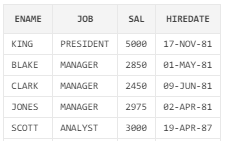 ENAME JOB SAL HIREDATE
KING PRESIDENT 5000 17-NOV-81
BLAKE MANAGER 2850 01-MAY-81
CLARK MANAGER 2450 09-JUN-81
JONES MANAGER 2975 02-APR-81
SCOTT ANALYST 3000 19-APR-87